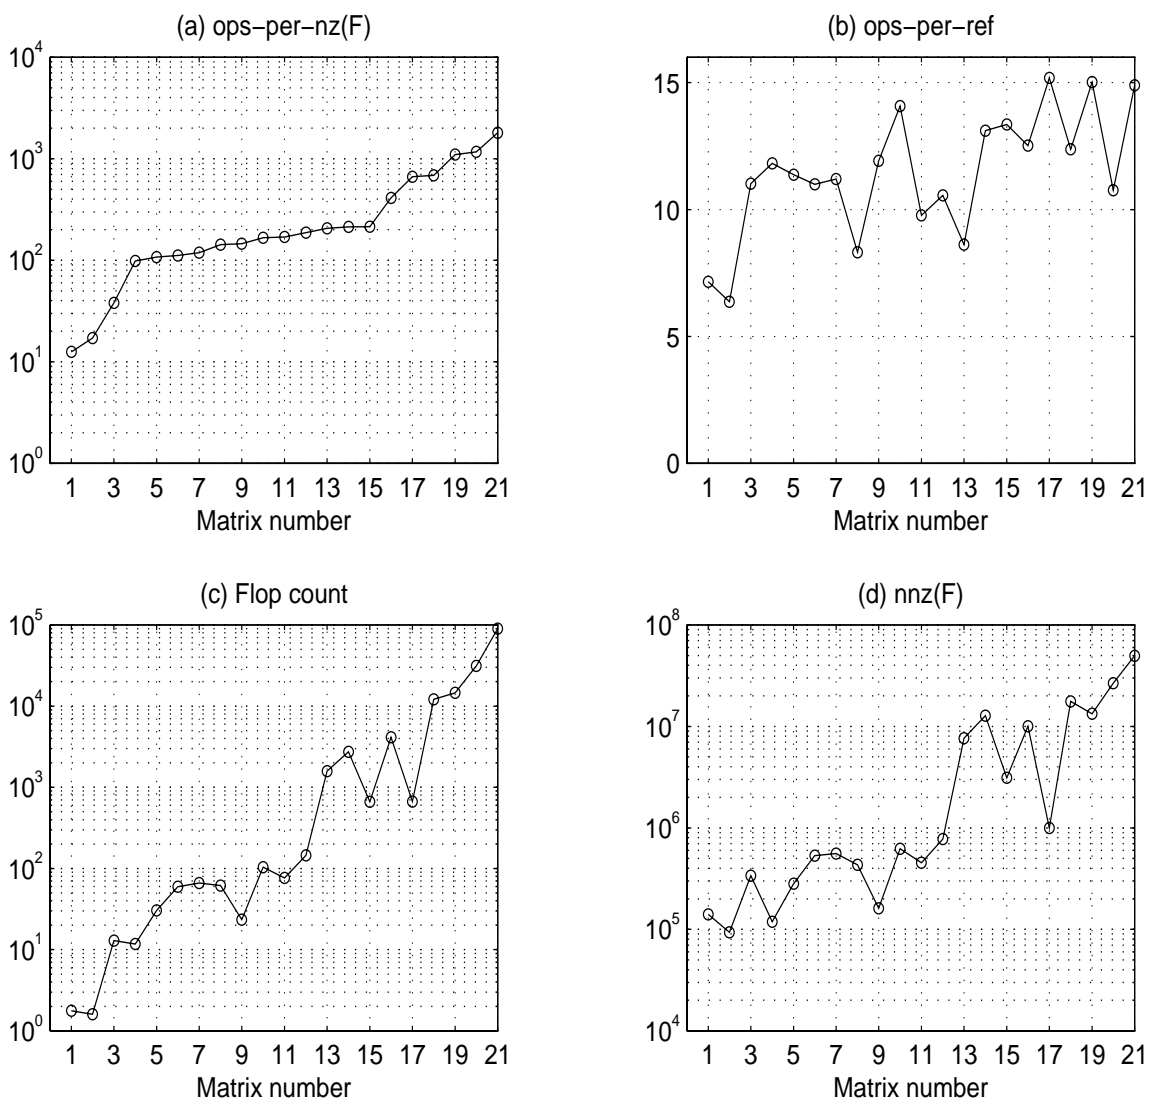 (a) ops−per−nz(F)
10^4
10^3
10^2
10^1
10^0
1 3 5 7 9 11 13 15 17 19 21
Matrix number
(b) ops−per−ref
15
10
5
0
1 3 5 7 9 11 13 15 17 19 21
Matrix number
(c) Flop count
10^5
10^4
10^3
10^2
10^1
10^0
1 3 5 7 9 11 13 15 17 19 21
Matrix number
(d) nnz(F)
10^8
10^7
10^6
10^5
10^4
1 3 5 7 9 11 13 15 17 19 21
Matrix number